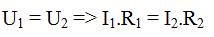 U₁ = U₂ => I₁.R₁ = I₂.R₂